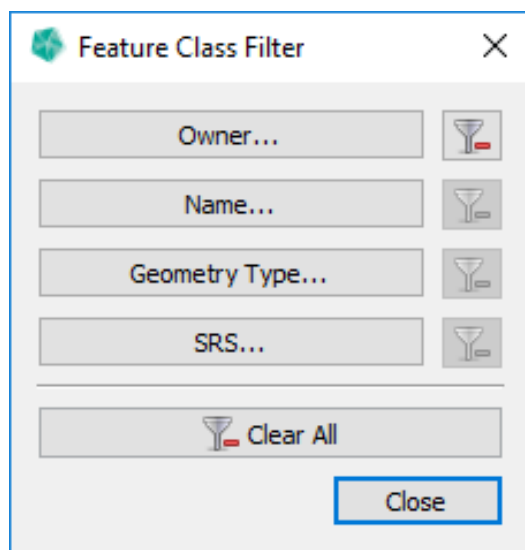 Feature Class Filter
Owner...
Name...
Geometry Type...
SRS...
Clear All
Close